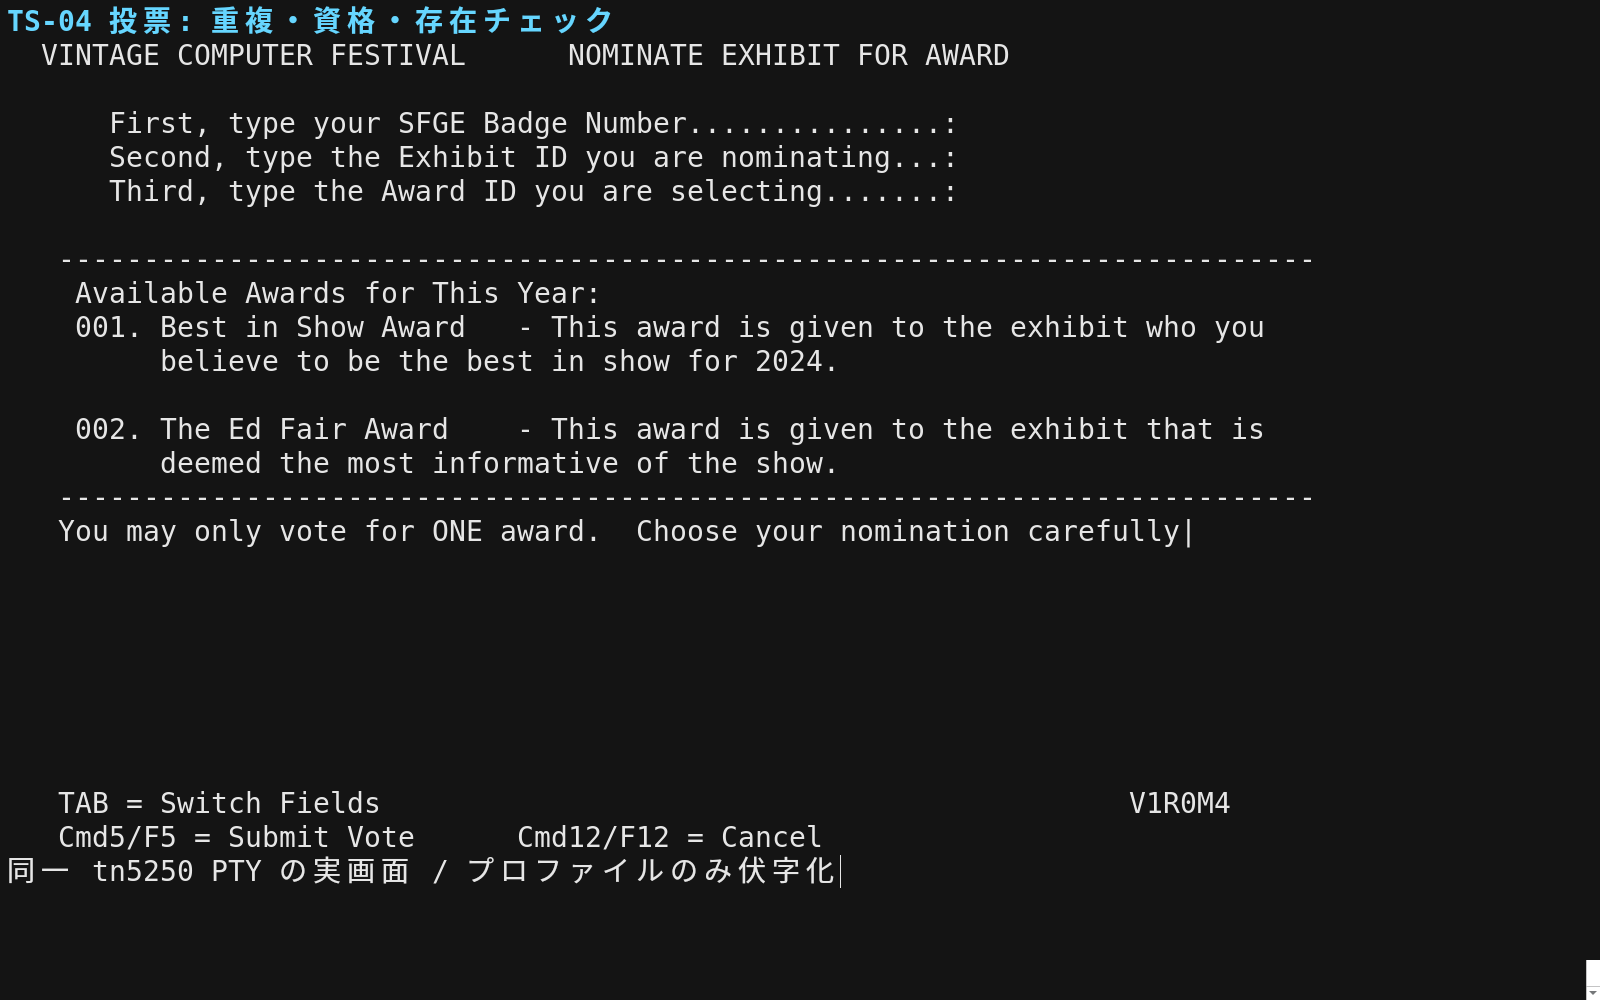 TS-04 投票: 重複・資格・存在チェック
VINTAGE COMPUTER FESTIVAL      NOMINATE EXHIBIT FOR AWARD
First, type your SFGE Badge Number...............:
Second, type the Exhibit ID you are nominating...:
Third, type the Award ID you are selecting.......:
--------------------------------------------------------------------------
Available Awards for This Year:
001. Best in Show Award   - This award is given to the exhibit who you
believe to be the best in show for 2024.
002. The Ed Fair Award    - This award is given to the exhibit that is
deemed the most informative of the show.
--------------------------------------------------------------------------
You may only vote for ONE award.  Choose your nomination carefully|
TAB = Switch Fields                                            V1R0M4
Cmd5/F5 = Submit Vote      Cmd12/F12 = Cancel
同一 tn5250 PTY の実画面 / プロファイルのみ伏字化